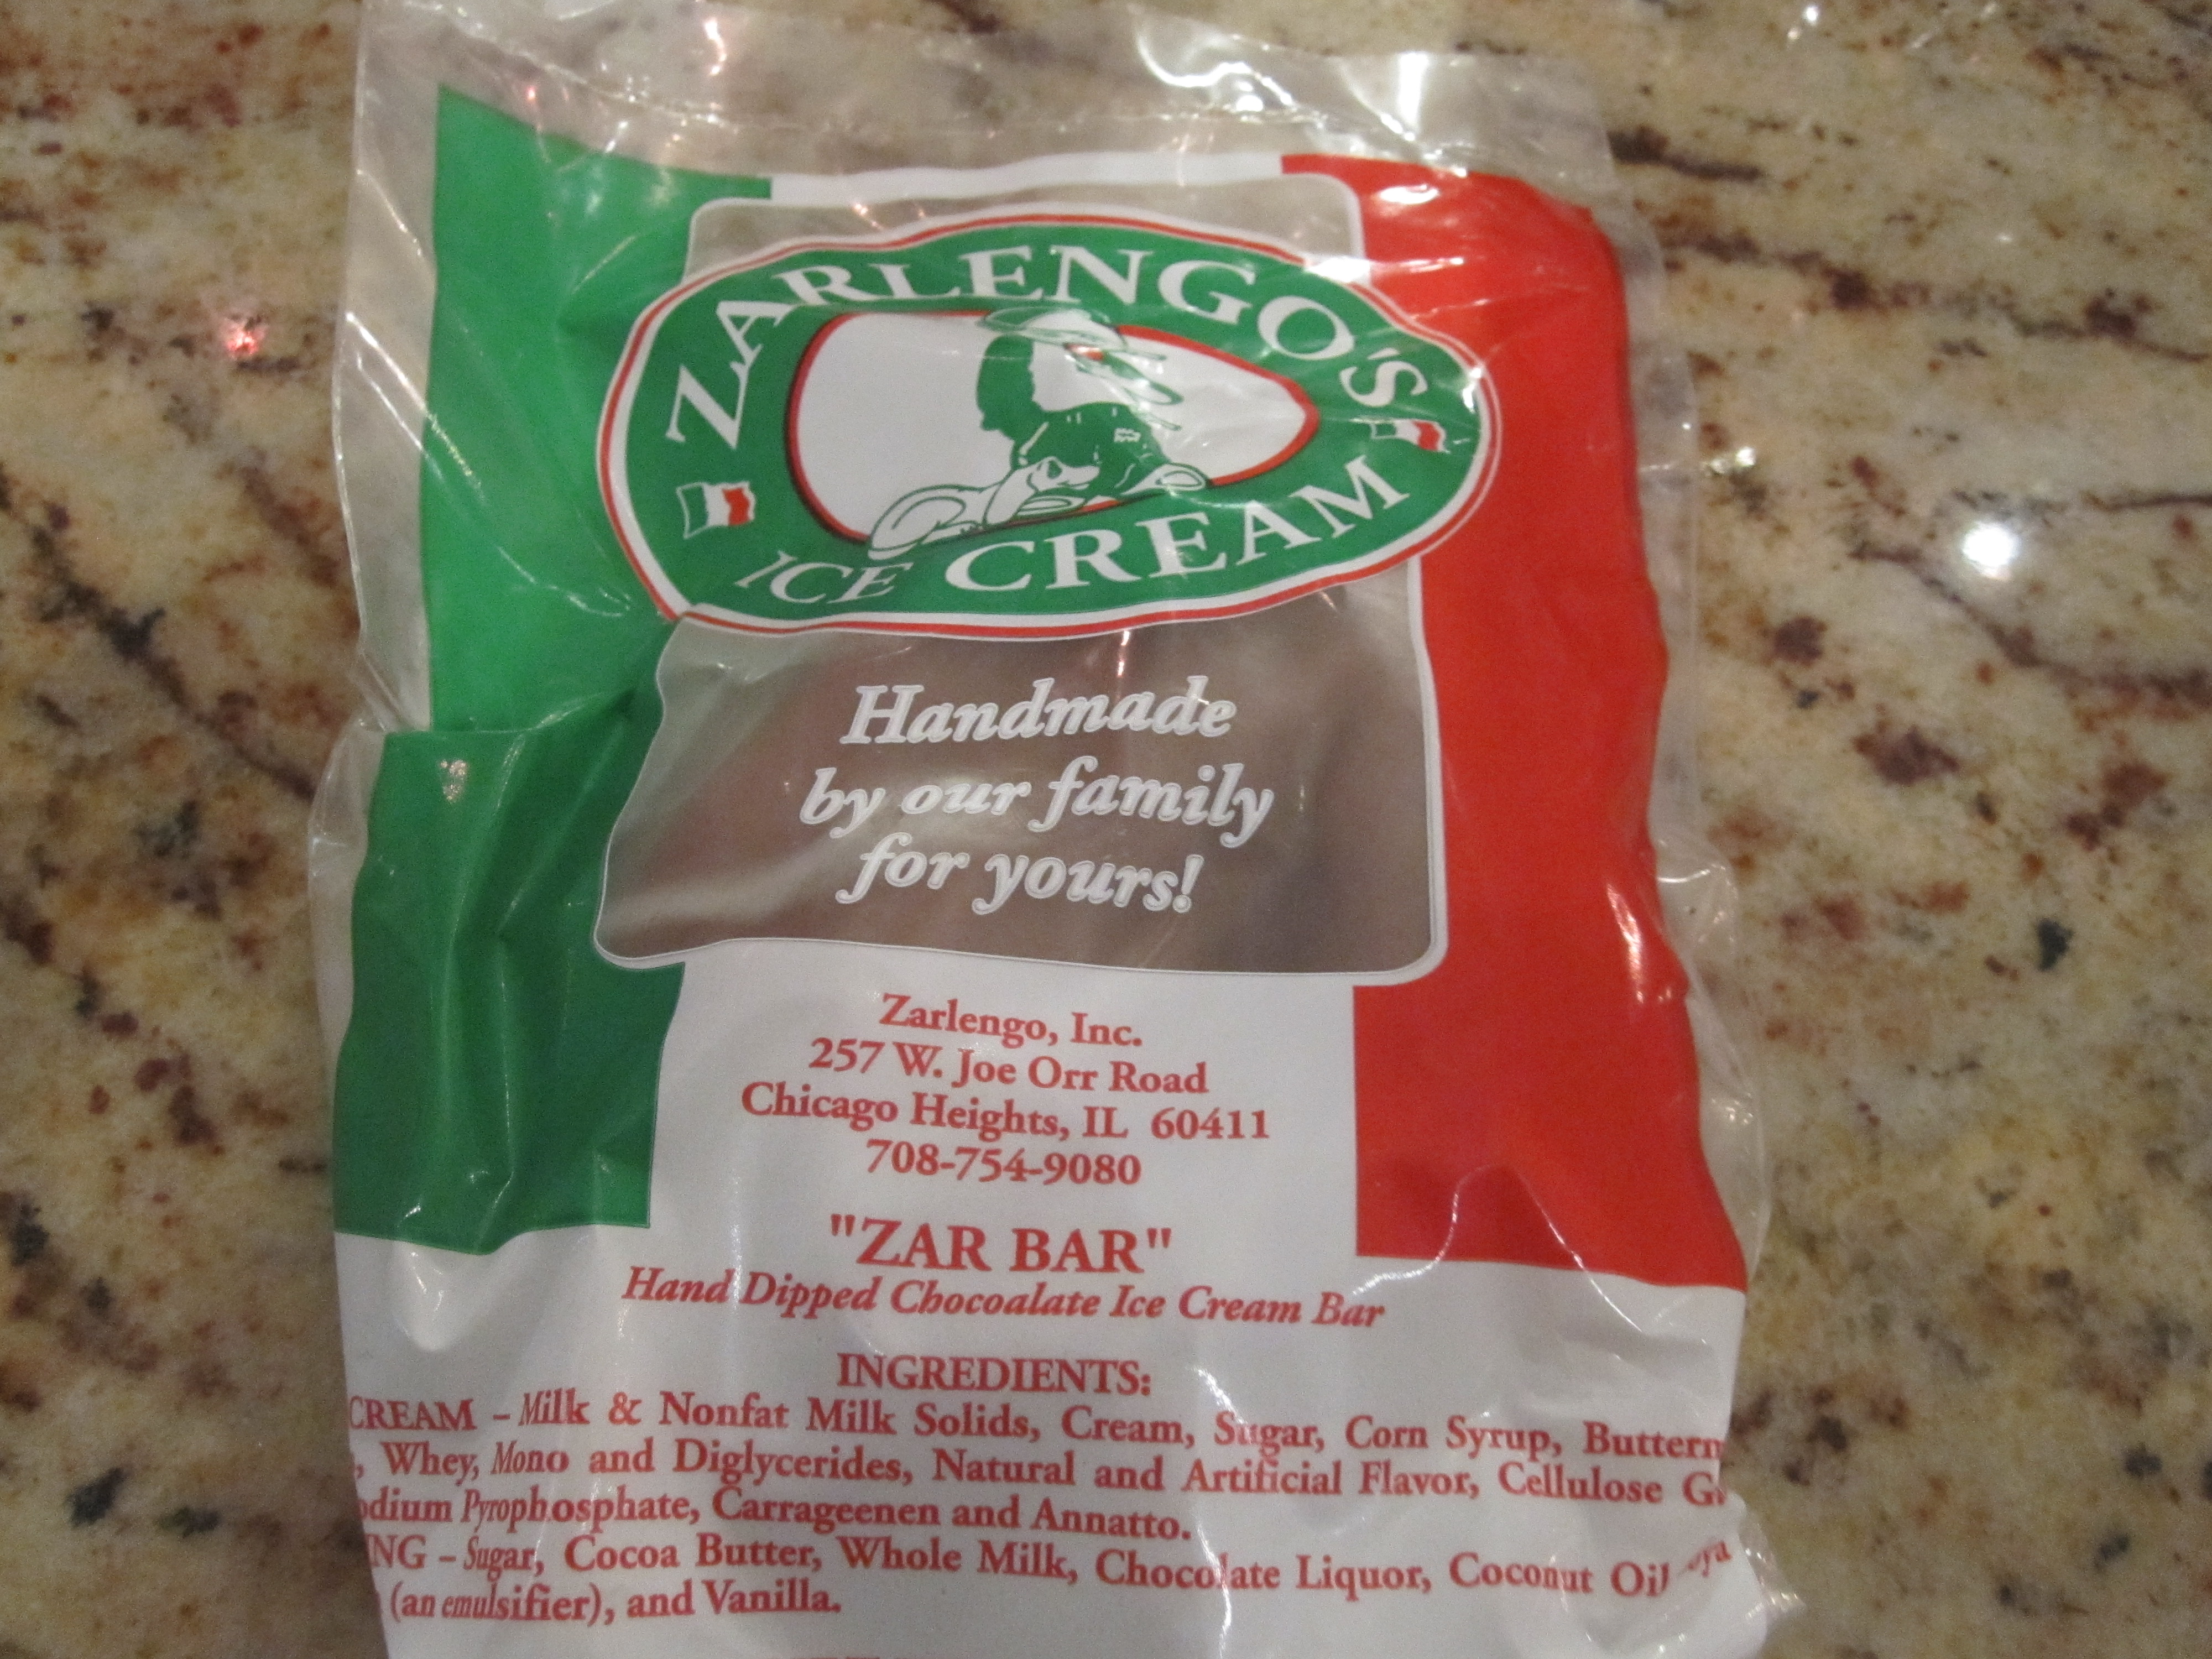 ZARLENGO'S
ICE CREAM
Handmade
by our family
for yours!
Zarlengo, Inc.
257 W. Joe Orr Road
Chicago Heights, IL 60411
708-754-9080
"ZAR BAR"
Hand Dipped Chocoalate Ice Cream Bar
INGREDIENTS:
CREAM – Milk & Nonfat Milk Solids, Cream, Sugar, Corn Syrup,
, Whey, Mono and Diglycerides, Natural and Artificial Flavor, Cellulose
Pyrophosphate, Carrageenen and Annatto.
– Sugar, Cocoa Butter, Whole Milk, Chocolate Liquor, Coconut Oil
(an emulsifier), and Vanilla.